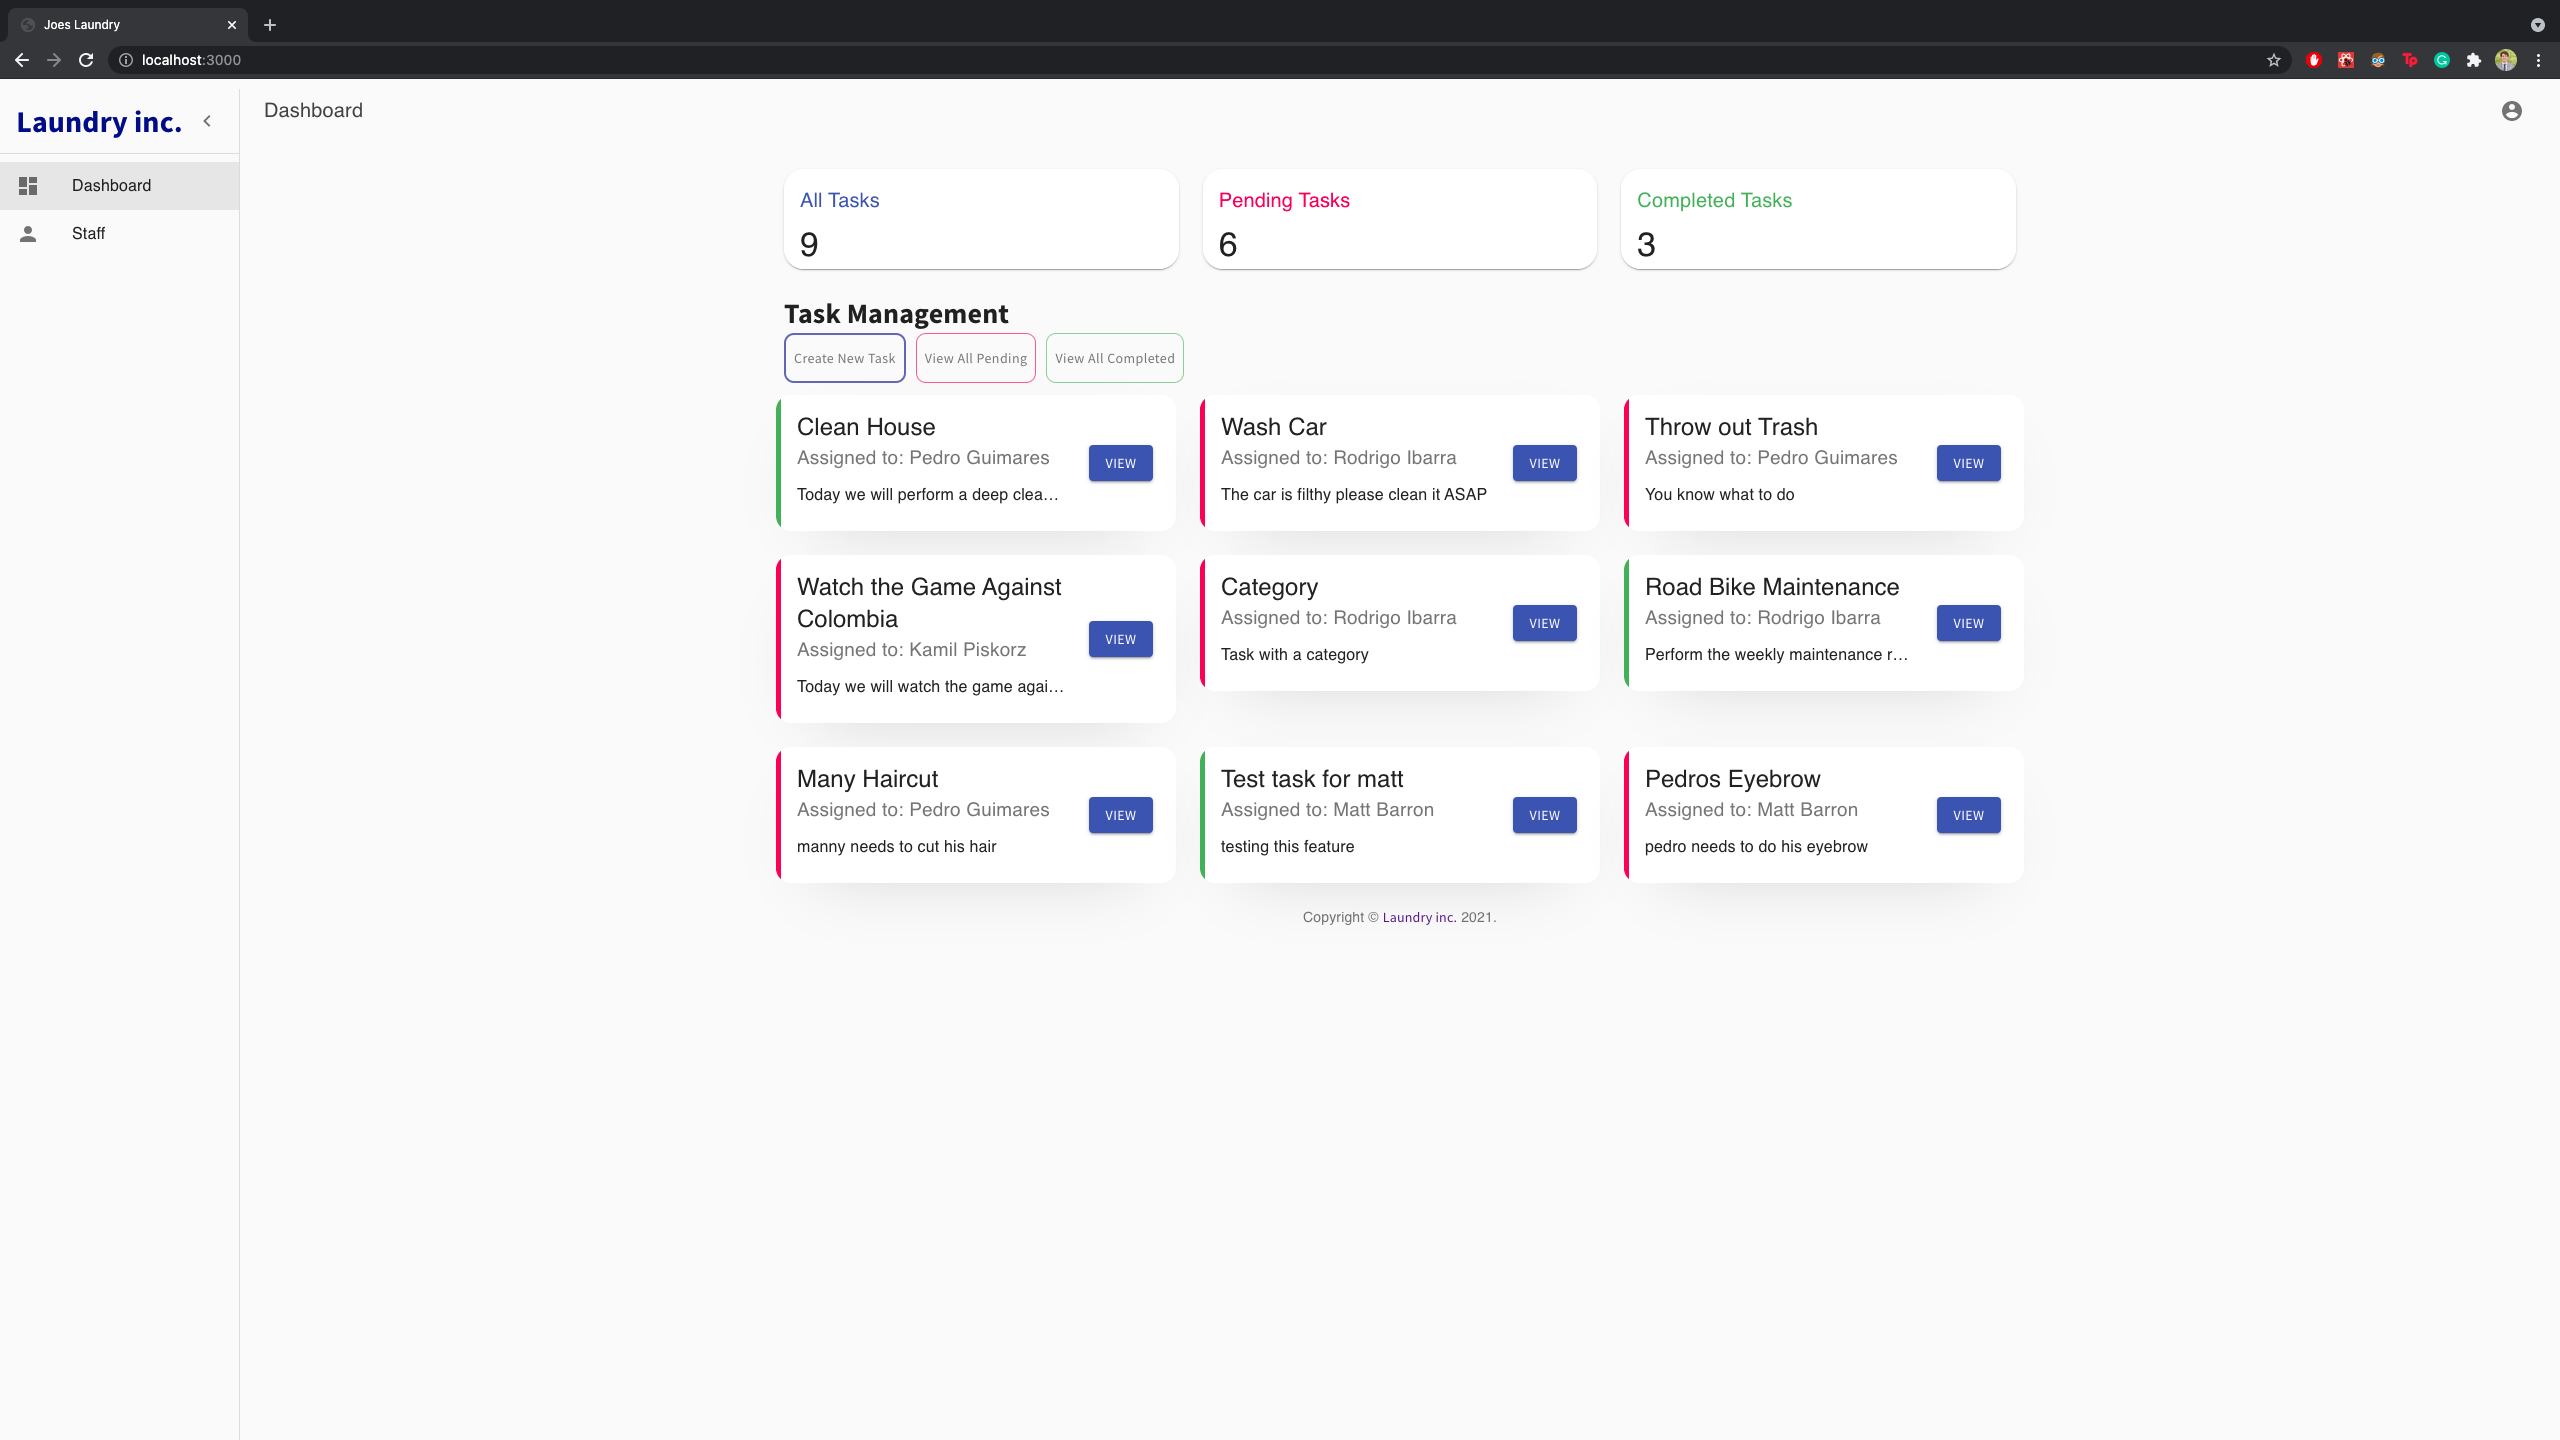 Joes Laundry
localhost:3000
Laundry inc.
Dashboard
Dashboard
Staff
All Tasks
9
Pending Tasks
6
Completed Tasks
3
Task Management
Create New Task
View All Pending
View All Completed
Clean House
Assigned to: Pedro Guimares
Today we will perform a deep clea…
VIEW
Wash Car
Assigned to: Rodrigo Ibarra
The car is filthy please clean it ASAP
VIEW
Throw out Trash
Assigned to: Pedro Guimares
You know what to do
VIEW
Watch the Game Against
Colombia
Assigned to: Kamil Piskorz
Today we will watch the game agai…
VIEW
Category
Assigned to: Rodrigo Ibarra
Task with a category
VIEW
Road Bike Maintenance
Assigned to: Rodrigo Ibarra
Perform the weekly maintenance r…
VIEW
Many Haircut
Assigned to: Pedro Guimares
manny needs to cut his hair
VIEW
Test task for matt
Assigned to: Matt Barron
testing this feature
VIEW
Pedros Eyebrow
Assigned to: Matt Barron
pedro needs to do his eyebrow
VIEW
Copyright © Laundry inc. 2021.